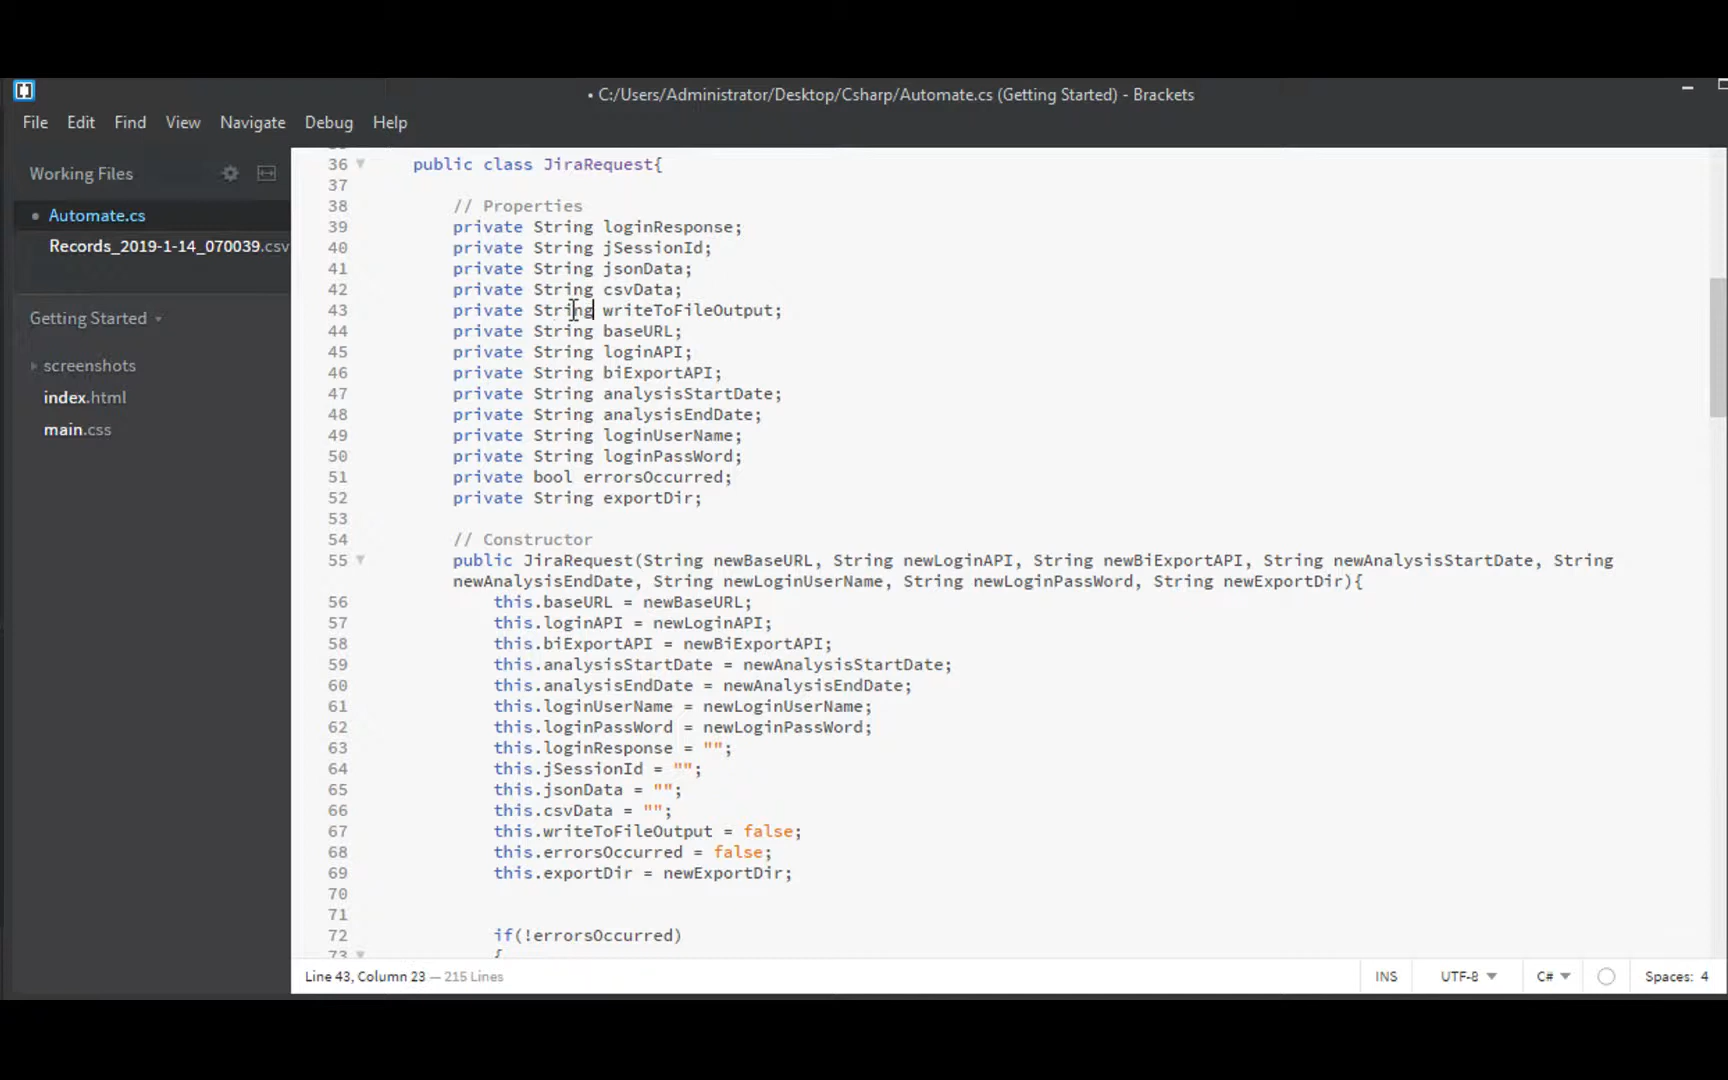 C:/Users/Administrator/Desktop/Csharp/Automate.cs (Getting Started) - Brackets
File Edit Find View Navigate Debug Help
Working Files
Automate.cs
Records_2019-1-14_070039.csv
Getting Started
screenshots
index.html
main.css
36 public class JiraRequest{
37
38 // Properties
39 private String loginResponse;
40 private String jSessionId;
41 private String jsonData;
42 private String csvData;
43 private String writeToFileOutput;
44 private String baseURL;
45 private String loginAPI;
46 private String biExportAPI;
47 private String analysisStartDate;
48 private String analysisEndDate;
49 private String loginUserName;
50 private String loginPassWord;
51 private bool errorsOccurred;
52 private String exportDir;
53
54 // Constructor
55 public JiraRequest(String newBaseURL, String newLoginAPI, String newBiExportAPI, String newAnalysisStartDate, String
newAnalysisEndDate, String newLoginUserName, String newLoginPassWord, String newExportDir){
56 this.baseURL = newBaseURL;
57 this.loginAPI = newLoginAPI;
58 this.biExportAPI = newBiExportAPI;
59 this.analysisStartDate = newAnalysisStartDate;
60 this.analysisEndDate = newAnalysisEndDate;
61 this.loginUserName = newLoginUserName;
62 this.loginPassWord = newLoginPassWord;
63 this.loginResponse = "";
64 this.jSessionId = "";
65 this.jsonData = "";
66 this.csvData = "";
67 this.writeToFileOutput = false;
68 this.errorsOccurred = false;
69 this.exportDir = newExportDir;
70
71
72 if(!errorsOccurred)
73 {
Line 43, Column 23 — 215 Lines INS UTF-8 C# Spaces: 4